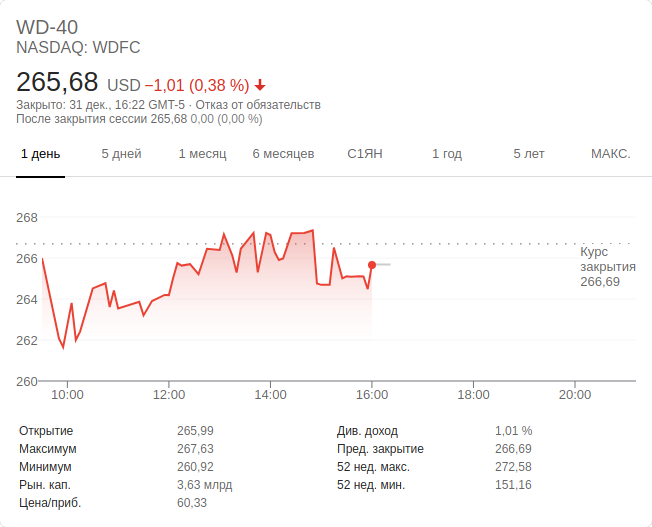 WD-40
NASDAQ: WDFC
265,68 USD −1,01 (0,38 %)
Закрыто: 31 дек., 16:22 GMT-5 · Отказ от обязательств
После закрытия сессии 265,68 0,00 (0,00 %)
1 день 5 дней 1 месяц 6 месяцев С1ЯН 1 год 5 лет МАКС.
268
266
264
262
260
Курс
закрытия
266,69
10:00 12:00 14:00 16:00 18:00 20:00
Открытие 265,99 Див. доход 1,01 %
Максимум 267,63 Пред. закрытие 266,69
Минимум 260,92 52 нед. макс. 272,58
Рын. кап. 3,63 млрд 52 нед. мин. 151,16
Цена/приб. 60,33